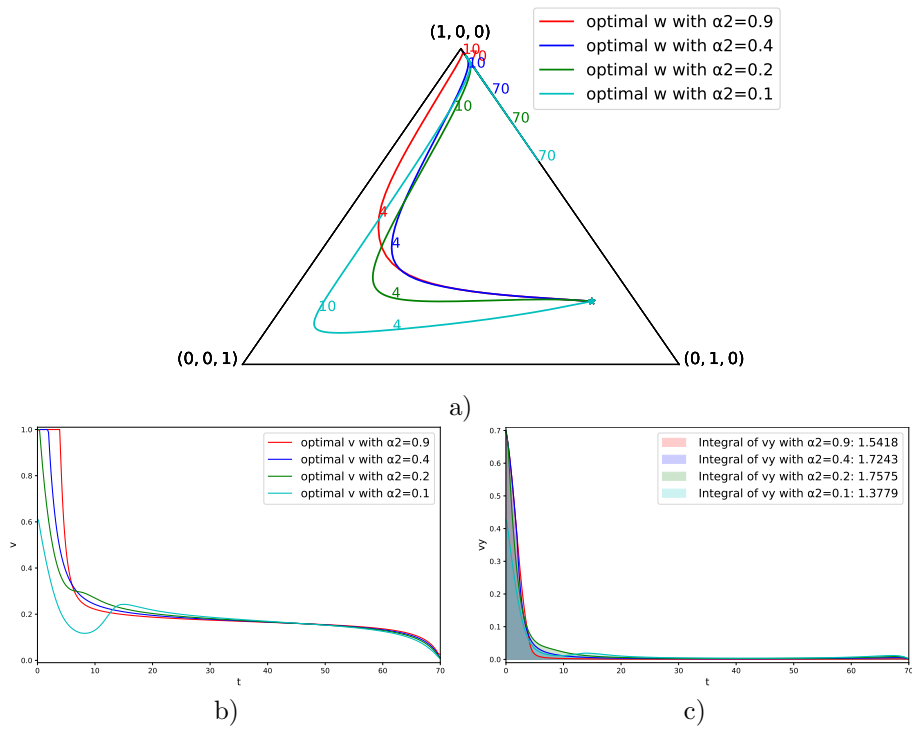 (1, 0, 0)
optimal w with α2=0.9
optimal w with α2=0.4
optimal w with α2=0.2
optimal w with α2=0.1
10
70
10
70
10
70
70
4
4
4
10
4
(0, 0, 1)
(0, 1, 0)
a)
optimal v with α2=0.9
optimal v with α2=0.4
optimal v with α2=0.2
optimal v with α2=0.1
1.0
0.8
0.6
0.4
0.2
0.0
v
0 10 20 30 40 50 60 70
t
b)
Integral of vy with α2=0.9: 1.5418
Integral of vy with α2=0.4: 1.7243
Integral of vy with α2=0.2: 1.7575
Integral of vy with α2=0.1: 1.3779
0.7
0.6
0.5
0.4
0.3
0.2
0.1
0.0
vy
0 10 20 30 40 50 60 70
t
c)